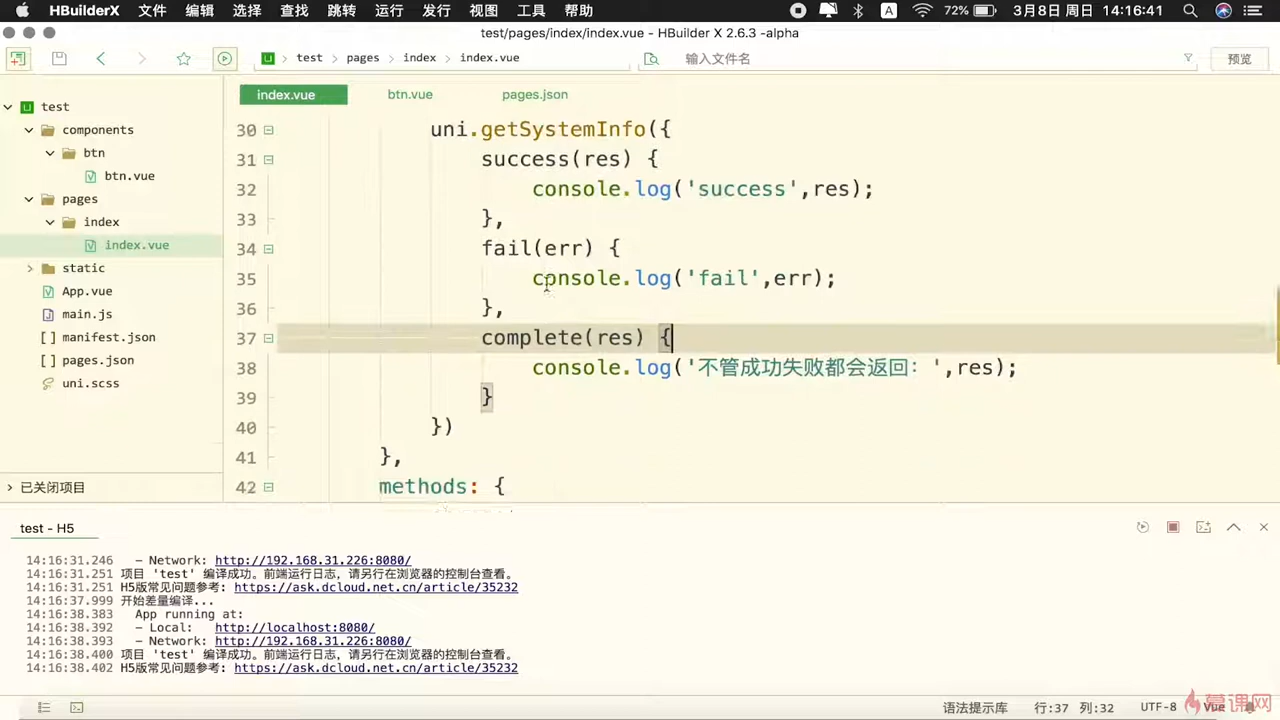 HBuilderX 文件 编辑 选择 查找 跳转 运行 发行 视图 工具 帮助 A 72% 3月8日 周日 14:16:41
test/pages/index/index.vue - HBuilder X 2.6.3 -alpha
test pages index index.vue 输入文件名 预览
test
components
btn
btn.vue
pages
index
index.vue
static
App.vue
main.js
[ ] manifest.json
[ ] pages.json
uni.scss
已关闭项目
index.vue btn.vue pages.json
30 uni.getSystemInfo({
31 success(res) {
32 console.log('success',res);
33 },
34 fail(err) {
35 console.log('fail',err);
36 },
37 complete(res) {
38 console.log('不管成功失败都会返回：',res);
39 }
40 })
41 },
42 methods: {
test - H5
14:16:31.246 - Network: http://192.168.31.226:8080/
14:16:31.251 项目 'test' 编译成功。前端运行日志，请另行在浏览器的控制台查看。
14:16:31.251 H5版常见问题参考: https://ask.dcloud.net.cn/article/35232
14:16:37.999 开始差量编译...
14:16:38.383 App running at:
14:16:38.392 - Local: http://localhost:8080/
14:16:38.393 - Network: http://192.168.31.226:8080/
14:16:38.400 项目 'test' 编译成功。前端运行日志，请另行在浏览器的控制台查看。
14:16:38.402 H5版常见问题参考: https://ask.dcloud.net.cn/article/35232
语法提示库 行:37 列:32 UTF-8 Vue
慕课网